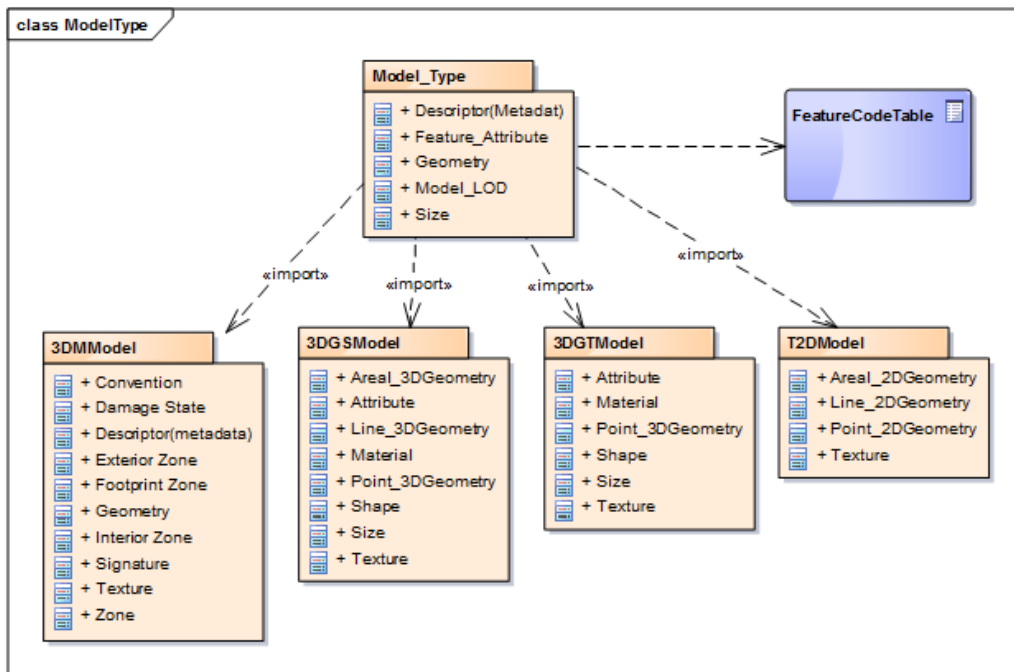 class ModelType
Model_Type
+ Descriptor(Metadat)
+ Feature_Attribute
+ Geometry
+ Model_LOD
+ Size
FeatureCodeTable
«import»
«import»
«import»
«import»
3DMModel
+ Convention
+ Damage State
+ Descriptor(metadata)
+ Exterior Zone
+ Footprint Zone
+ Geometry
+ Interior Zone
+ Signature
+ Texture
+ Zone
3DGSModel
+ Areal_3DGeometry
+ Attribute
+ Line_3DGeometry
+ Material
+ Point_3DGeometry
+ Shape
+ Size
+ Texture
3DGTModel
+ Attribute
+ Material
+ Point_3DGeometry
+ Shape
+ Size
+ Texture
T2DModel
+ Areal_2DGeometry
+ Line_2DGeometry
+ Point_2DGeometry
+ Texture